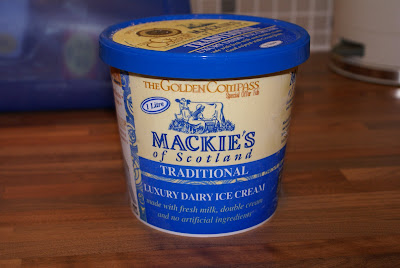 THE GOLDEN COMPASS
Special Offer Tub
1 Litre
MACKIE'S
of Scotland
TRADITIONAL
LUXURY DAIRY ICE CREAM
made with fresh milk, double cream
and no artificial ingredients